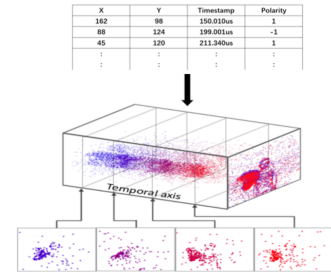 X Y Timestamp Polarity
162 98 150.010us 1
88 124 199.001us -1
45 120 211.340us 1
: : : :
: : : :
Temporal axis